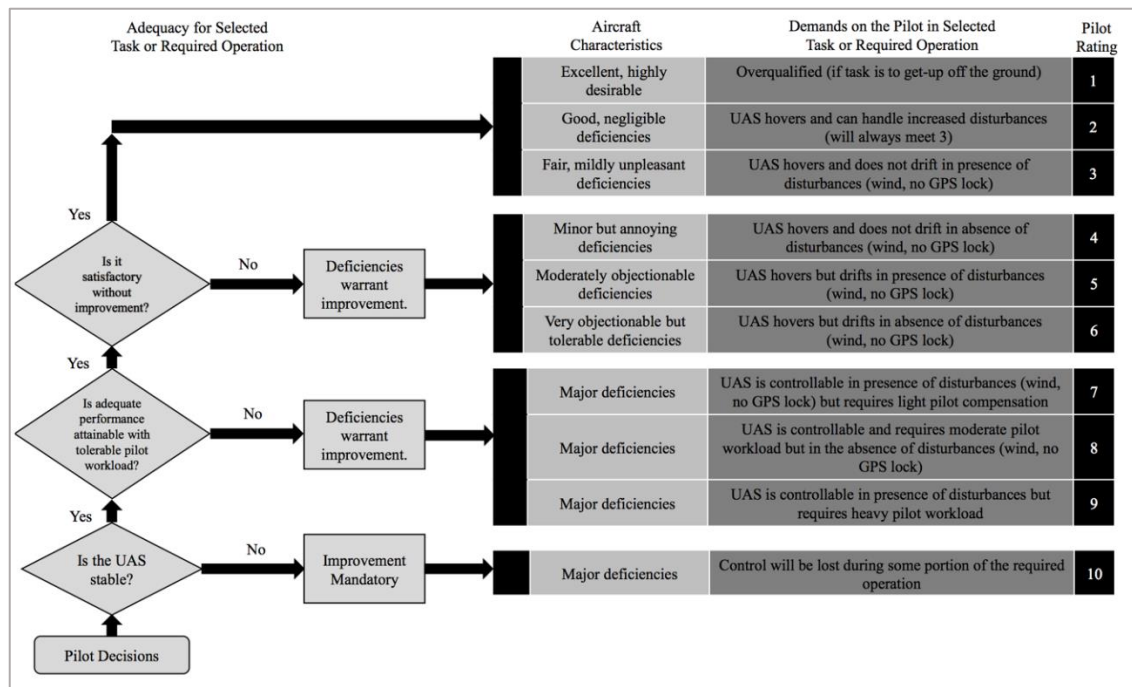 Adequacy for Selected
Task or Required Operation
Aircraft
Characteristics
Demands on the Pilot in Selected
Task or Required Operation
Pilot
Rating
Excellent, highly
desirable
Overqualified (if task is to get-up off the ground)
1
Good, negligible
deficiencies
UAS hovers and can handle increased disturbances
(will always meet 3)
2
Fair, mildly unpleasant
deficiencies
UAS hovers and does not drift in presence of
disturbances (wind, no GPS lock)
3
Yes
Is it
satisfactory
without
improvement?
No
Deficiencies
warrant
improvement.
Minor but annoying
deficiencies
UAS hovers and does not drift in absence of
disturbances (wind, no GPS lock)
4
Moderately objectionable
deficiencies
UAS hovers but drifts in presence of disturbances
(wind, no GPS lock)
5
Very objectionable but
tolerable deficiencies
UAS hovers but drifts in absence of disturbances
(wind, no GPS lock)
6
Yes
Is adequate
performance
attainable with
tolerable pilot
workload?
No
Deficiencies
warrant
improvement.
Major deficiencies
UAS is controllable in presence of disturbances (wind,
no GPS lock) but requires light pilot compensation
7
Major deficiencies
UAS is controllable and requires moderate pilot
workload but in the absence of disturbances (wind, no
GPS lock)
8
Major deficiencies
UAS is controllable in presence of disturbances but
requires heavy pilot workload
9
Yes
Is the UAS
stable?
No
Improvement
Mandatory
Major deficiencies
Control will be lost during some portion of the required
operation
10
Pilot Decisions